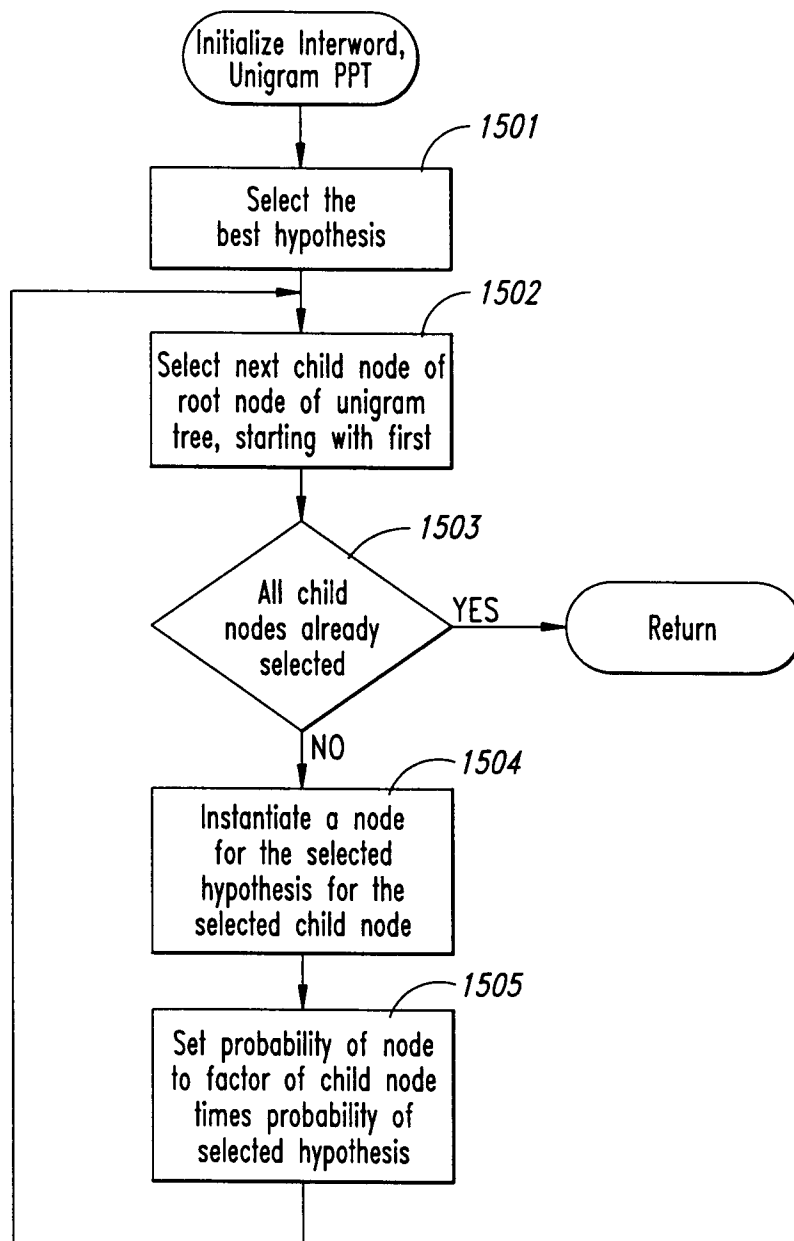 Initialize Interword,
Unigram PPT
1501
Select the
best hypothesis
1502
Select next child node of
root node of unigram
tree, starting with first
1503
All child
nodes already
selected
YES
Return
NO
1504
Instantiate a node
for the selected
hypothesis for the
selected child node
1505
Set probability of node
to factor of child node
times probability of
selected hypothesis